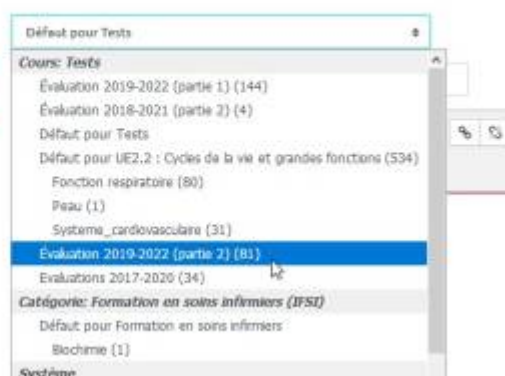 Défaut pour Tests
Cours: Tests
Évaluation 2019-2022 (partie 1) (144)
Évaluation 2018-2021 (partie 2) (4)
Défaut pour Tests
Défaut pour UE2.2 : Cycles de la vie et grandes fonctions (534)
Fonction respiratoire (80)
Peau (1)
Systeme_cardiovasculaire (31)
Évaluation 2019-2022 (partie 2) (81)
Evaluations 2017-2020 (34)
Catégorie: Formation en soins infirmiers (IFSI)
Défaut pour Formation en soins infirmiers
Biochimie (1)
Système